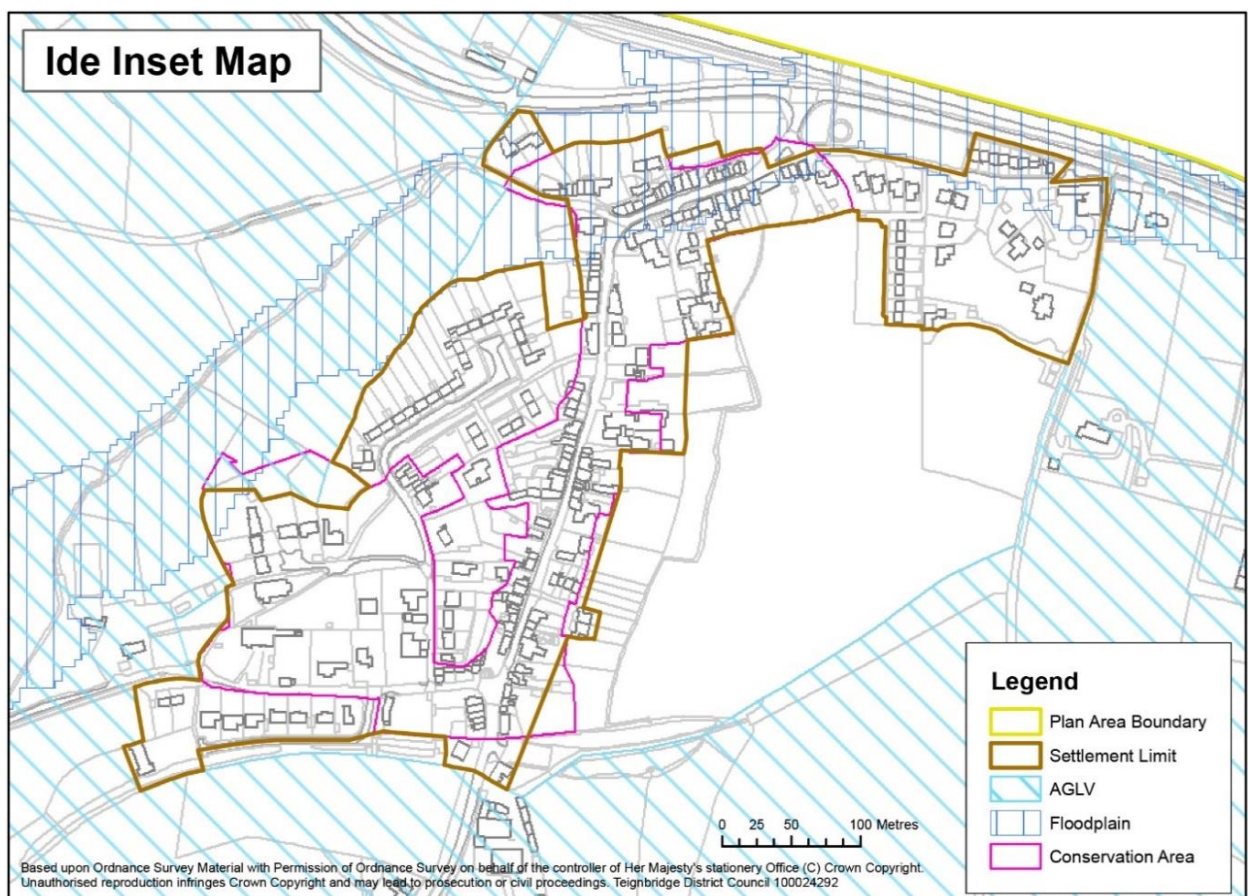 Ide Inset Map
Legend
Plan Area Boundary
Settlement Limit
AGLV
Floodplain
Conservation Area
0 25 50 100 Metres
Based upon Ordnance Survey Material with Permission of Ordnance Survey on behalf of the controller of Her Majesty's stationery Office (C) Crown Copyright.
Unauthorised reproduction infringes Crown Copyright and may lead to prosecution or civil proceedings. Teignbridge District Council 100024292